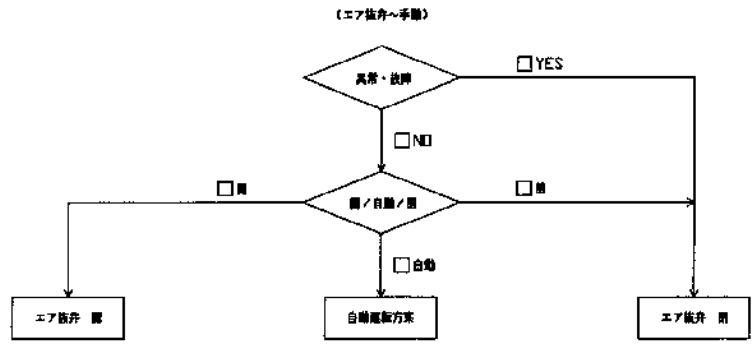 (エア抜弁~手動)
異常・故障
□YES
□NO
□開
開/自動/閉
□閉
□自動
エア抜弁 開
自動運転方案
エア抜弁 閉